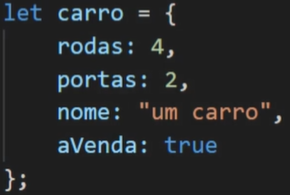 let carro = {
    rodas: 4,
    portas: 2,
    nome: "um carro",
    aVenda: true
};